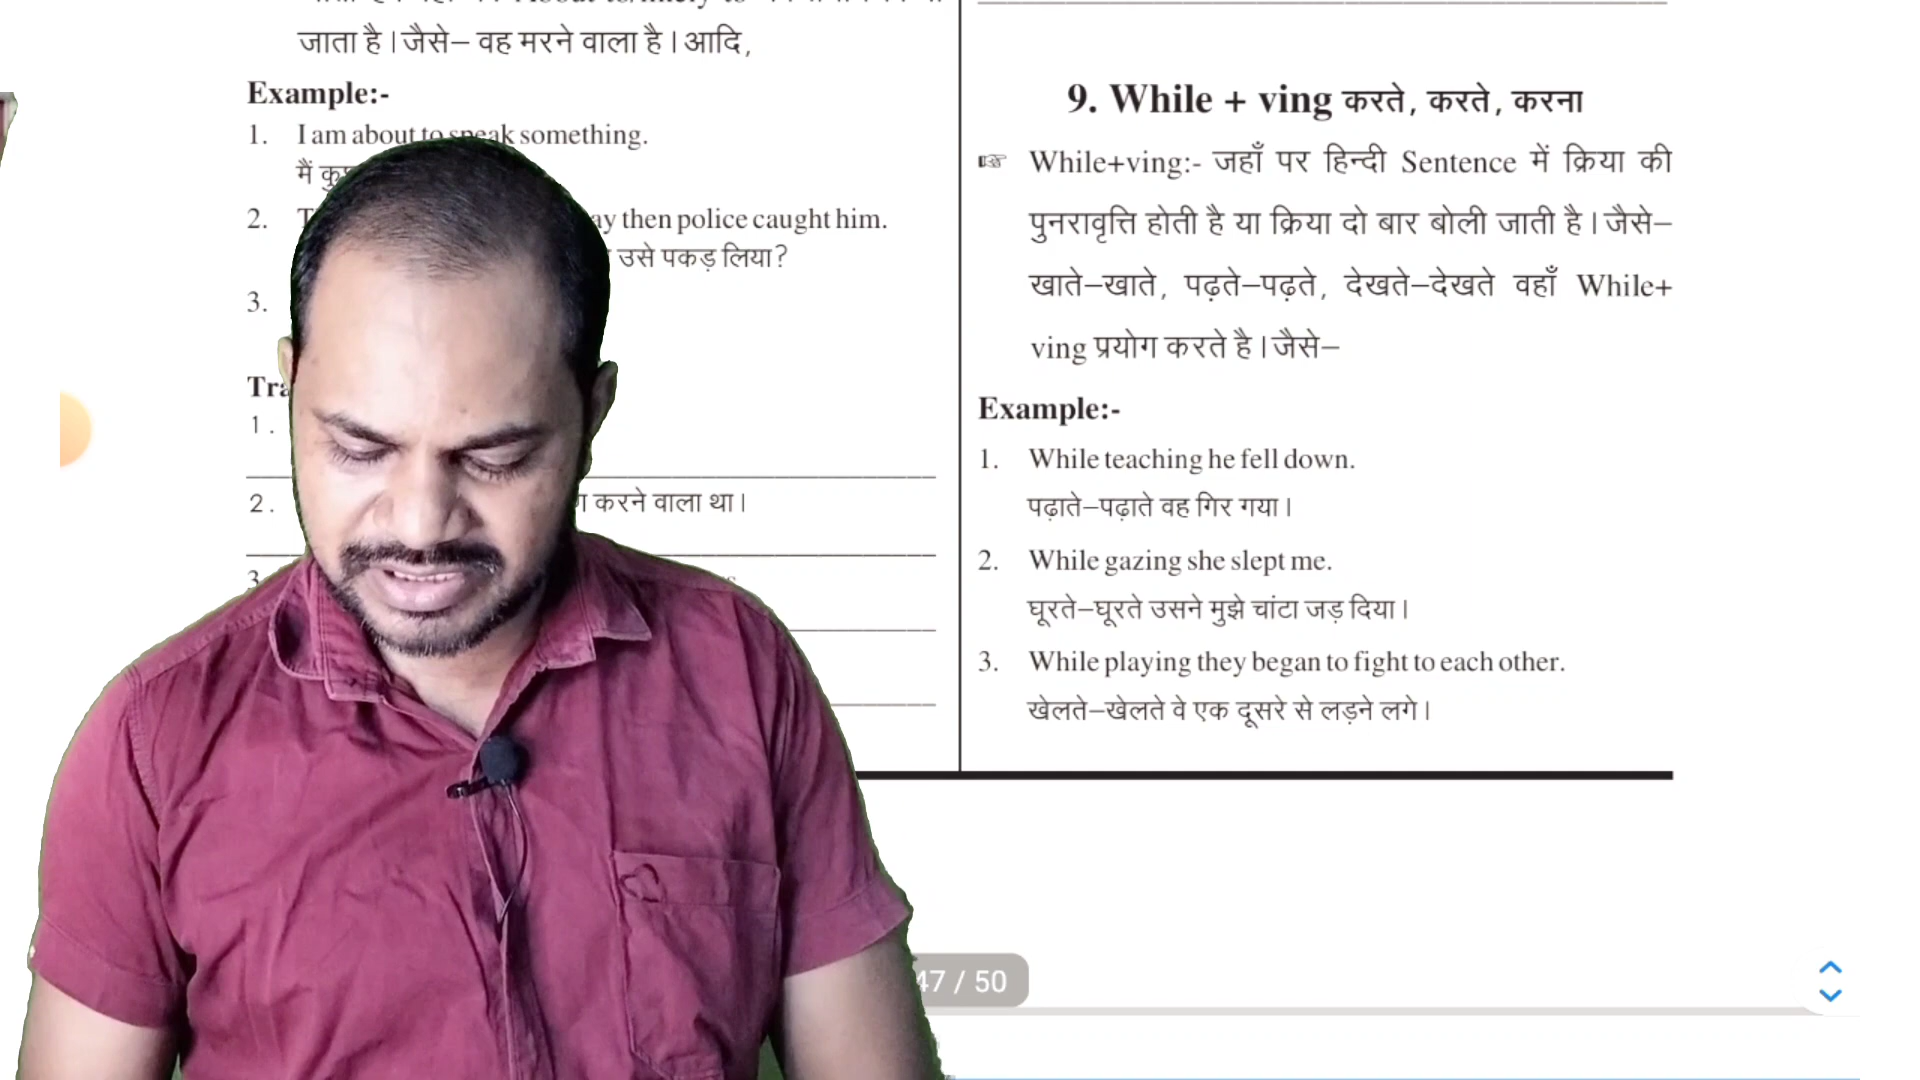 जाता है। जैसे– वह मरने वाला है। आदि,
Example:-
1. I am about to speak something.
मैं
2. then police caught him.
उसे पकड़ लिया?
3.
1.
2. करने वाला था।
3
9. While + ving करते, करते, करना
While+ving:- जहाँ पर हिन्दी Sentence में क्रिया की
पुनरावृत्ति होती है या क्रिया दो बार बोली जाती है। जैसे–
खाते–खाते, पढ़ते–पढ़ते, देखते–देखते वहाँ While+
ving प्रयोग करते है। जैसे–
Example:-
1. While teaching he fell down.
पढ़ाते–पढ़ाते वह गिर गया।
2. While gazing she slept me.
घूरते–घूरते उसने मुझे चांटा जड़ दिया।
3. While playing they began to fight to each other.
खेलते–खेलते वे एक दूसरे से लड़ने लगे।
47 / 50